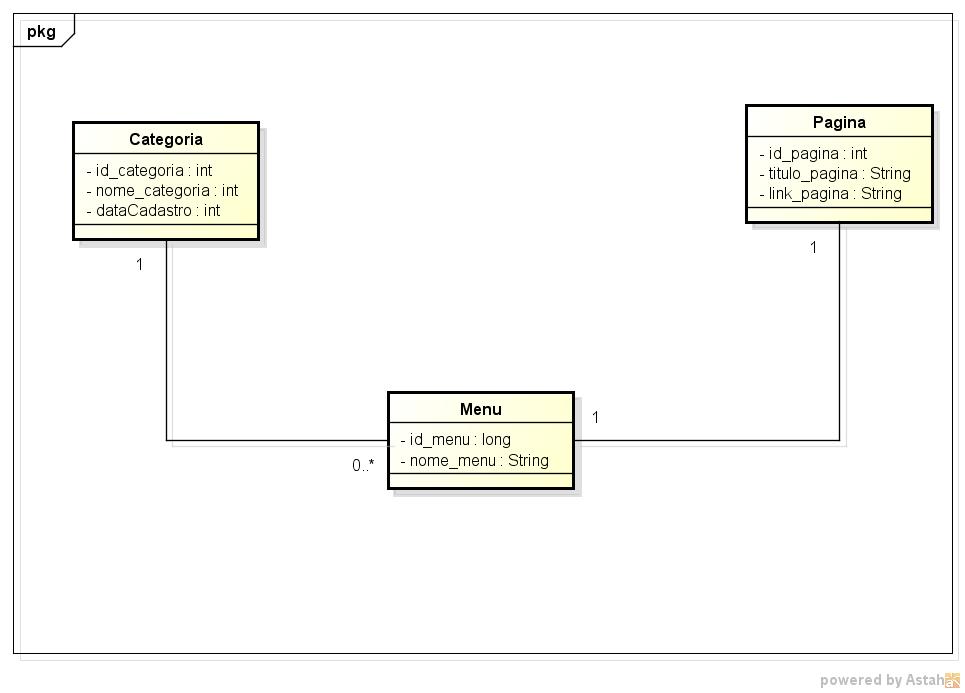 pkg
Categoria
- id_categoria : int
- nome_categoria : int
- dataCadastro : int
1
Pagina
- id_pagina : int
- titulo_pagina : String
- link_pagina : String
1
Menu
- id_menu : long
- nome_menu : String
0..*
1
powered by Astah